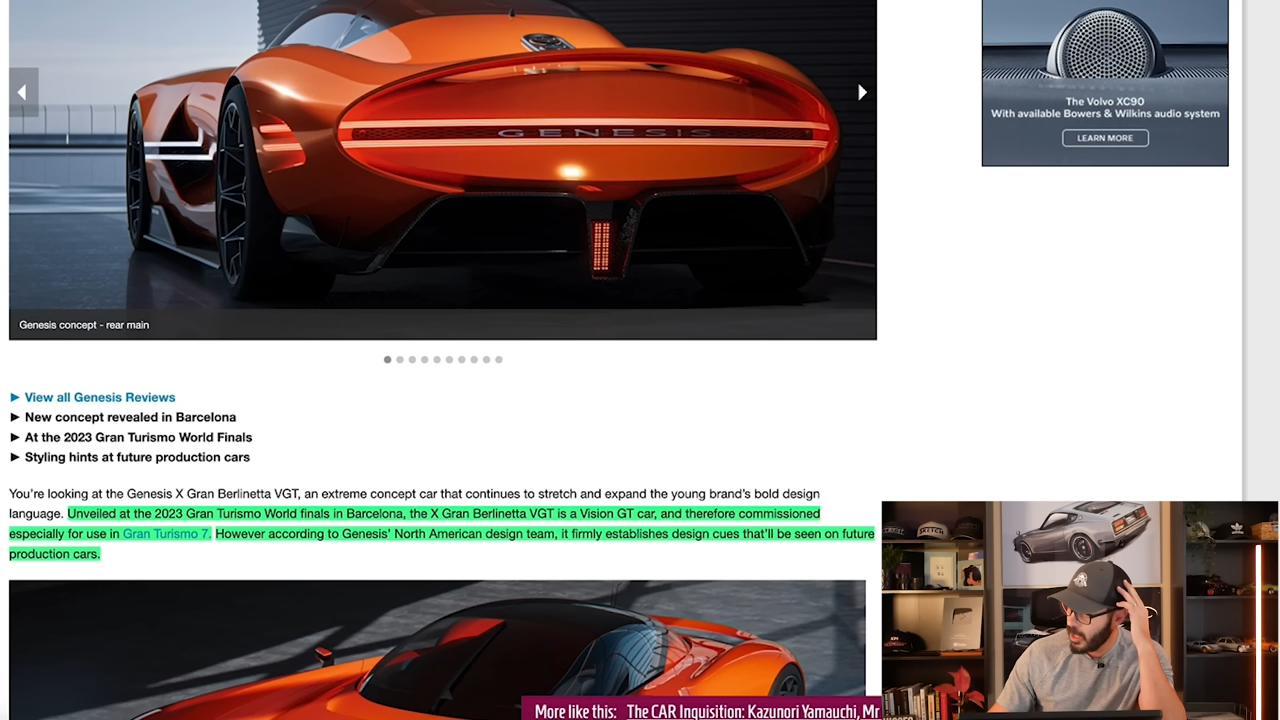 GENESIS
The Volvo XC90
With available Bowers & Wilkins audio system
LEARN MORE
Genesis concept - rear main
► View all Genesis Reviews
► New concept revealed in Barcelona
► At the 2023 Gran Turismo World Finals
► Styling hints at future production cars
You're looking at the Genesis X Gran Berlinetta VGT, an extreme concept car that continues to stretch and expand the young brand's bold design
language. Unveiled at the 2023 Gran Turismo World finals in Barcelona, the X Gran Berlinetta VGT is a Vision GT car, and therefore commissioned
especially for use in Gran Turismo 7. However according to Genesis' North American design team, it firmly establishes design cues that'll be seen on future
production cars.
More like this: The CAR Inquisition: Kazunori Yamauchi, Mr